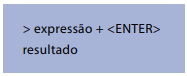 > expressão + <ENTER>
resultado